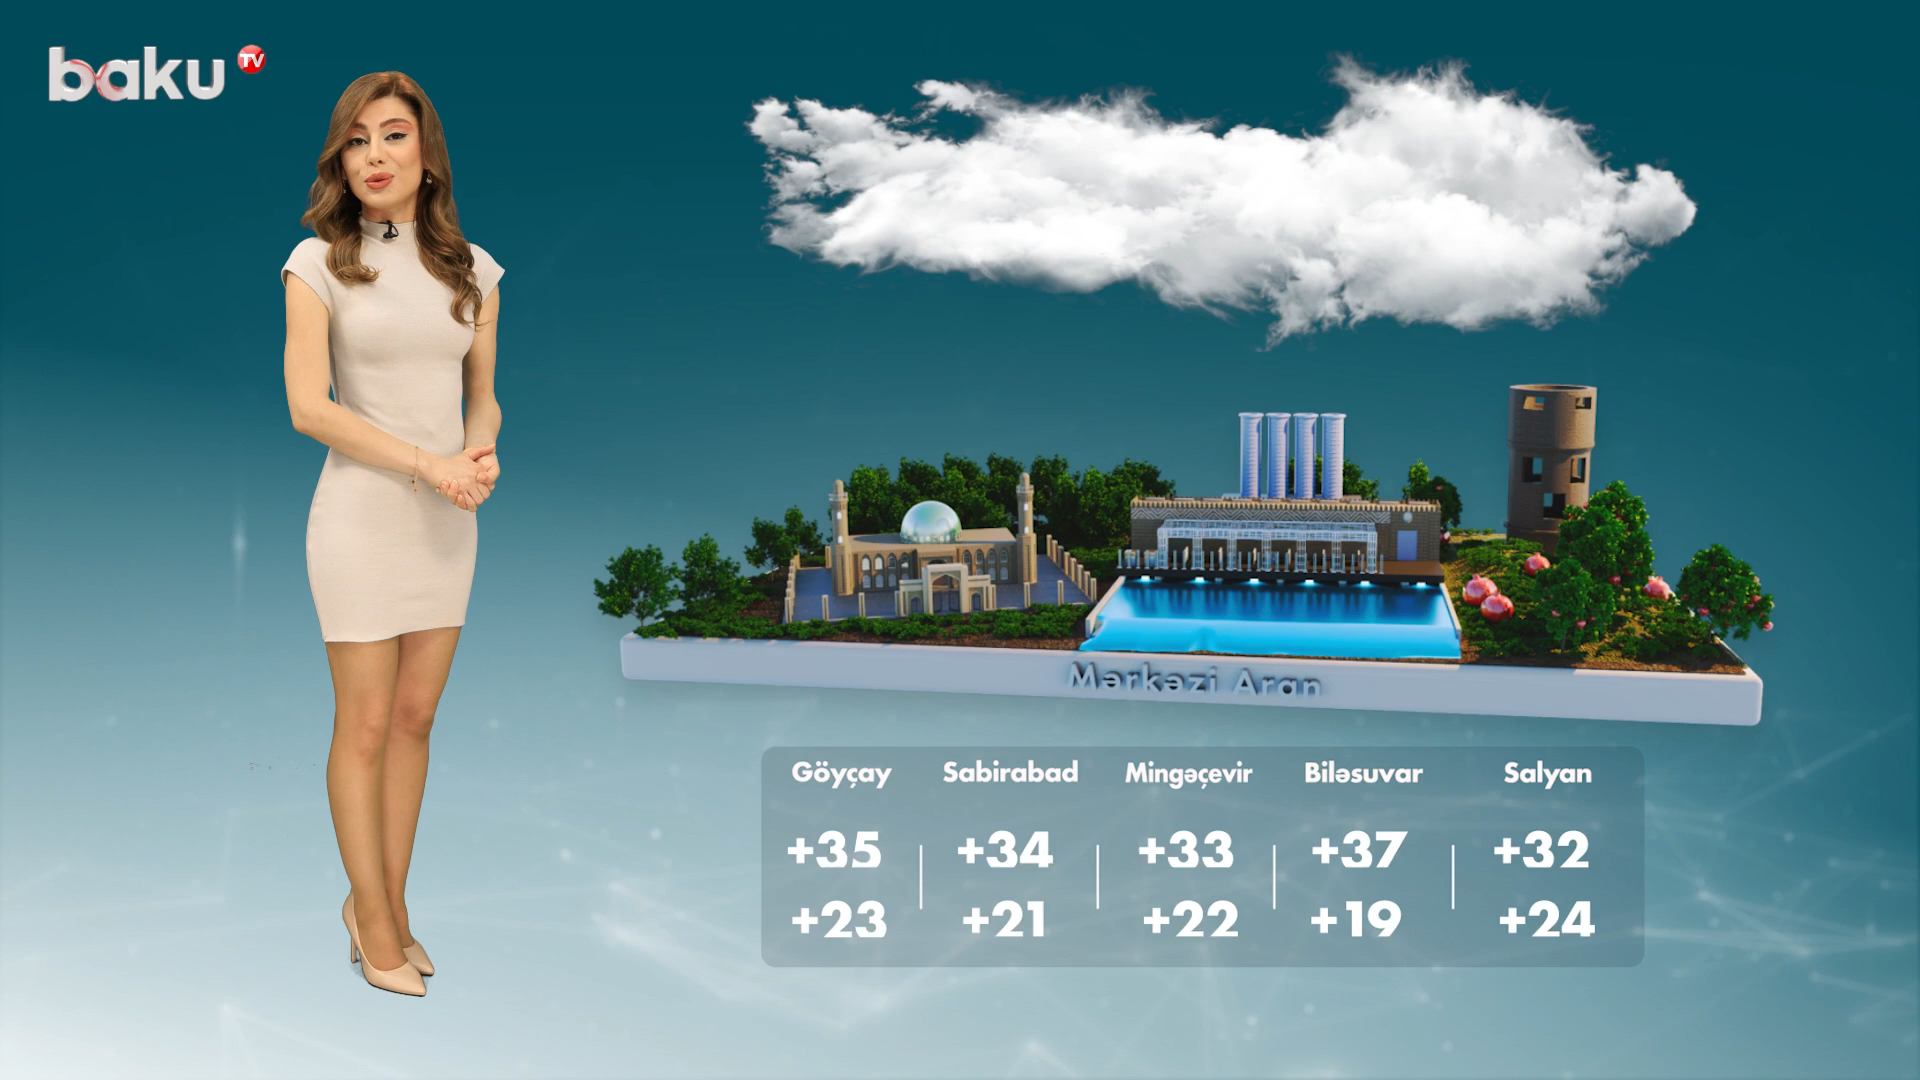 baku TV
Mərkəzi Aran
Göyçay Sabirabad Mingəçevir Biləsuvar Salyan
+35 +34 +33 +37 +32
+23 +21 +22 +19 +24